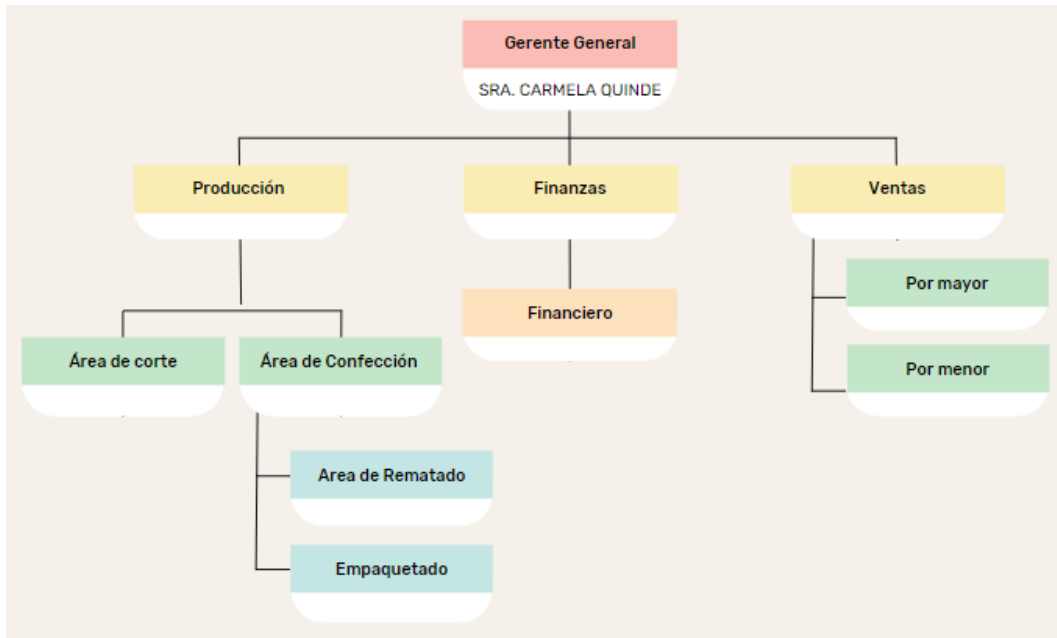 Gerente General
SRA. CARMELA QUINDE
Producción
Finanzas
Ventas
Por mayor
Financiero
Área de corte
Área de Confección
Por menor
Area de Rematado
Empaquetado